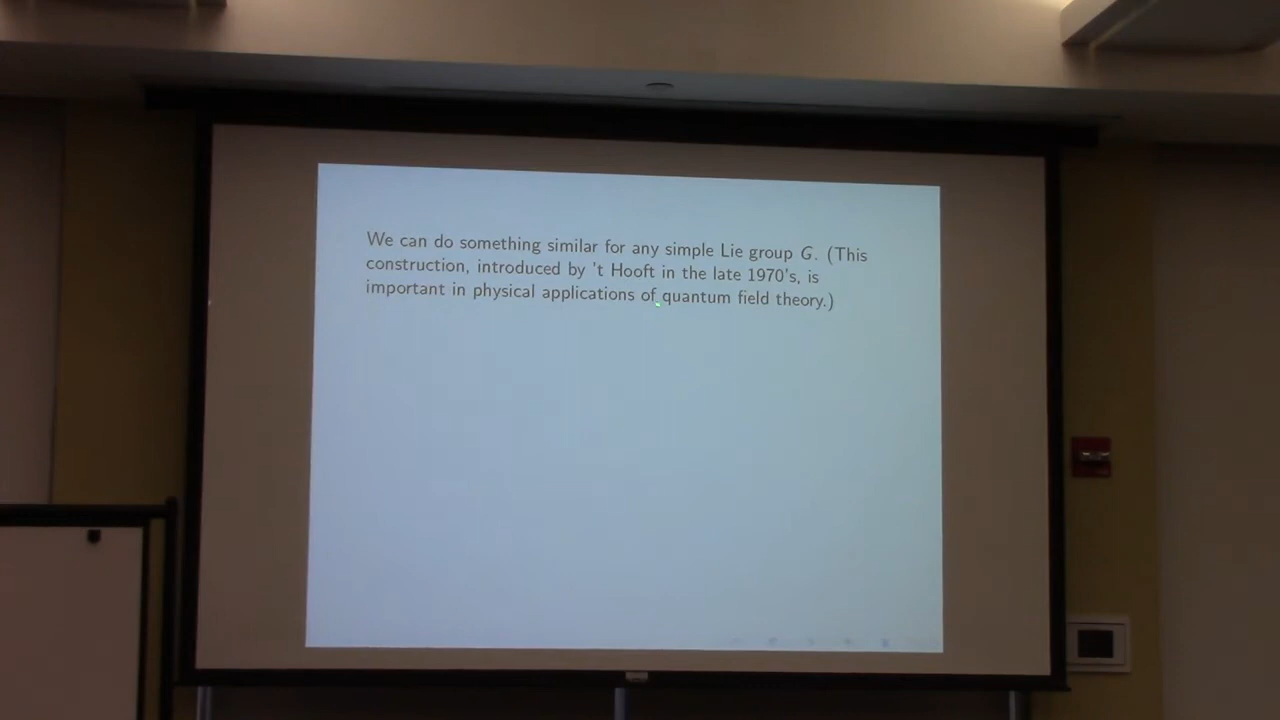 We can do something similar for any simple Lie group G. (This
construction, introduced by 't Hooft in the late 1970's, is
important in physical applications of quantum field theory.)